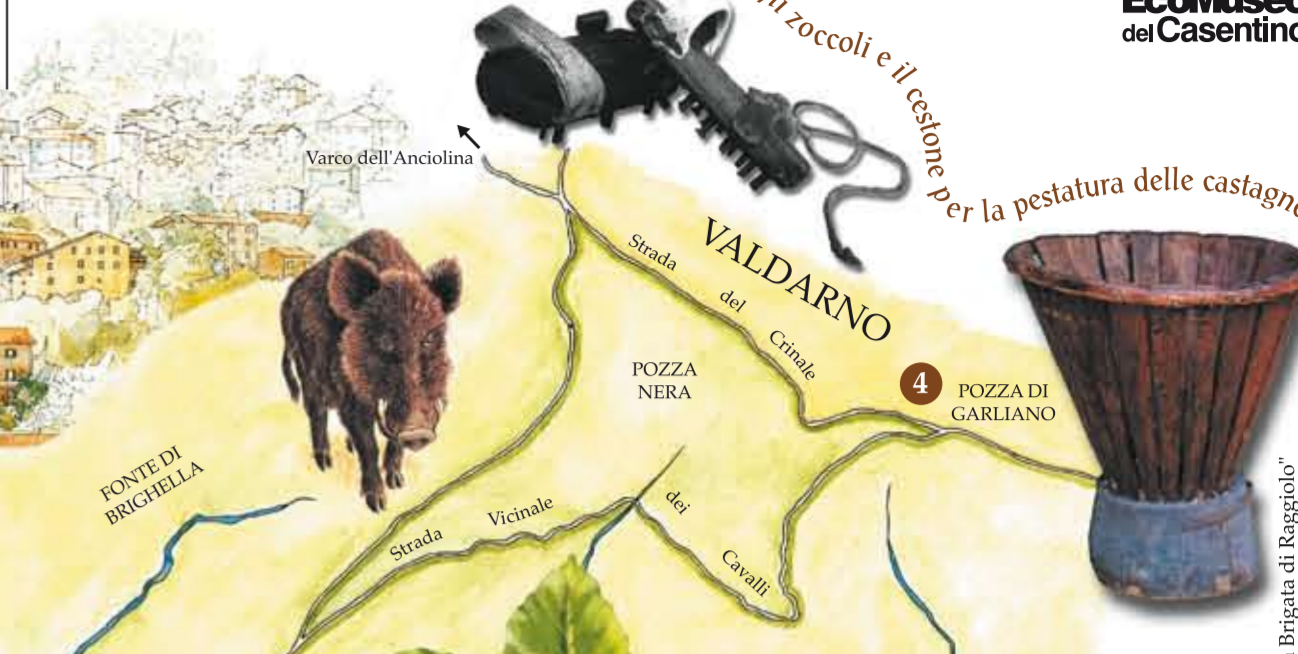 EcoMuseo
del Casentino
zoccoli e il cestone per la pestatura delle castagne
Varco dell'Anciolina
VALDARNO
Strada del Crinale
POZZA
NERA
4
POZZA DI
GARLIANO
FONTE DI
BRIGHELLA
Strada Vicinale dei Cavalli
Brigata di Raggiolo"